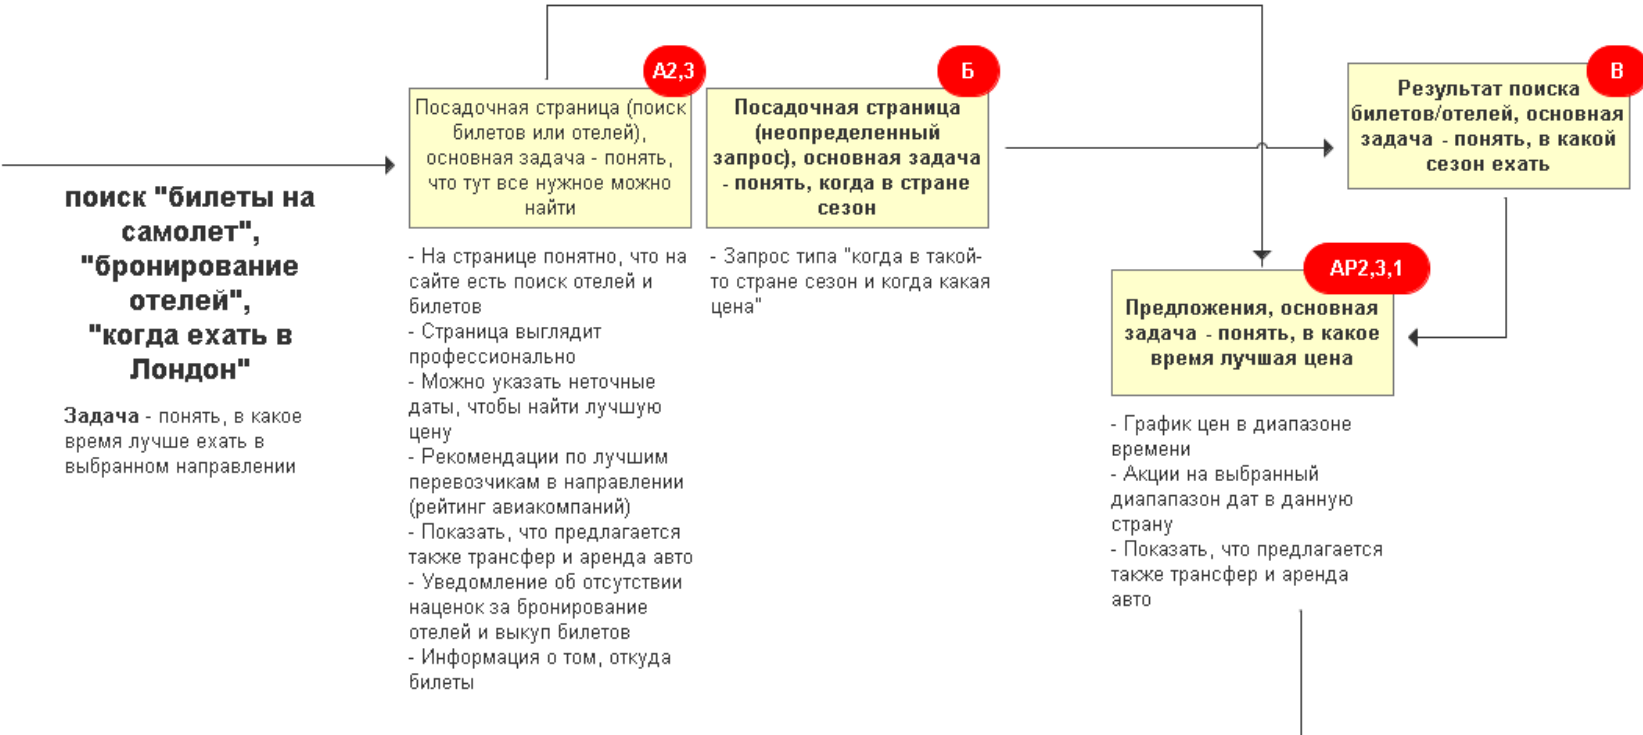 поиск "билеты на
самолет",
"бронирование
отелей",
"когда ехать в
Лондон"
Задача - понять, в какое
время лучше ехать в
выбранном направлении
А2,3
Посадочная страница (поиск
билетов или отелей),
основная задача - понять,
что тут все нужное можно
найти
- На странице понятно, что на
сайте есть поиск отелей и
билетов
- Страница выглядит
профессионально
- Можно указать неточные
даты, чтобы найти лучшую
цену
- Рекомендации по лучшим
перевозчикам в направлении
(рейтинг авиакомпаний)
- Показать, что предлагается
также трансфер и аренда авто
- Уведомление об отсутствии
наценок за бронирование
отелей и выкуп билетов
- Информация о том, откуда
билеты
Б
Посадочная страница
(неопределенный
запрос), основная задача
- понять, когда в стране
сезон
- Запрос типа "когда в такой-
то стране сезон и когда какая
цена"
В
Результат поиска
билетов/отелей, основная
задача - понять, в какой
сезон ехать
АР2,3,1
Предложения, основная
задача - понять, в какое
время лучшая цена
- График цен в диапазоне
времени
- Акции на выбранный
диапапазон дат в данную
страну
- Показать, что предлагается
также трансфер и аренда
авто